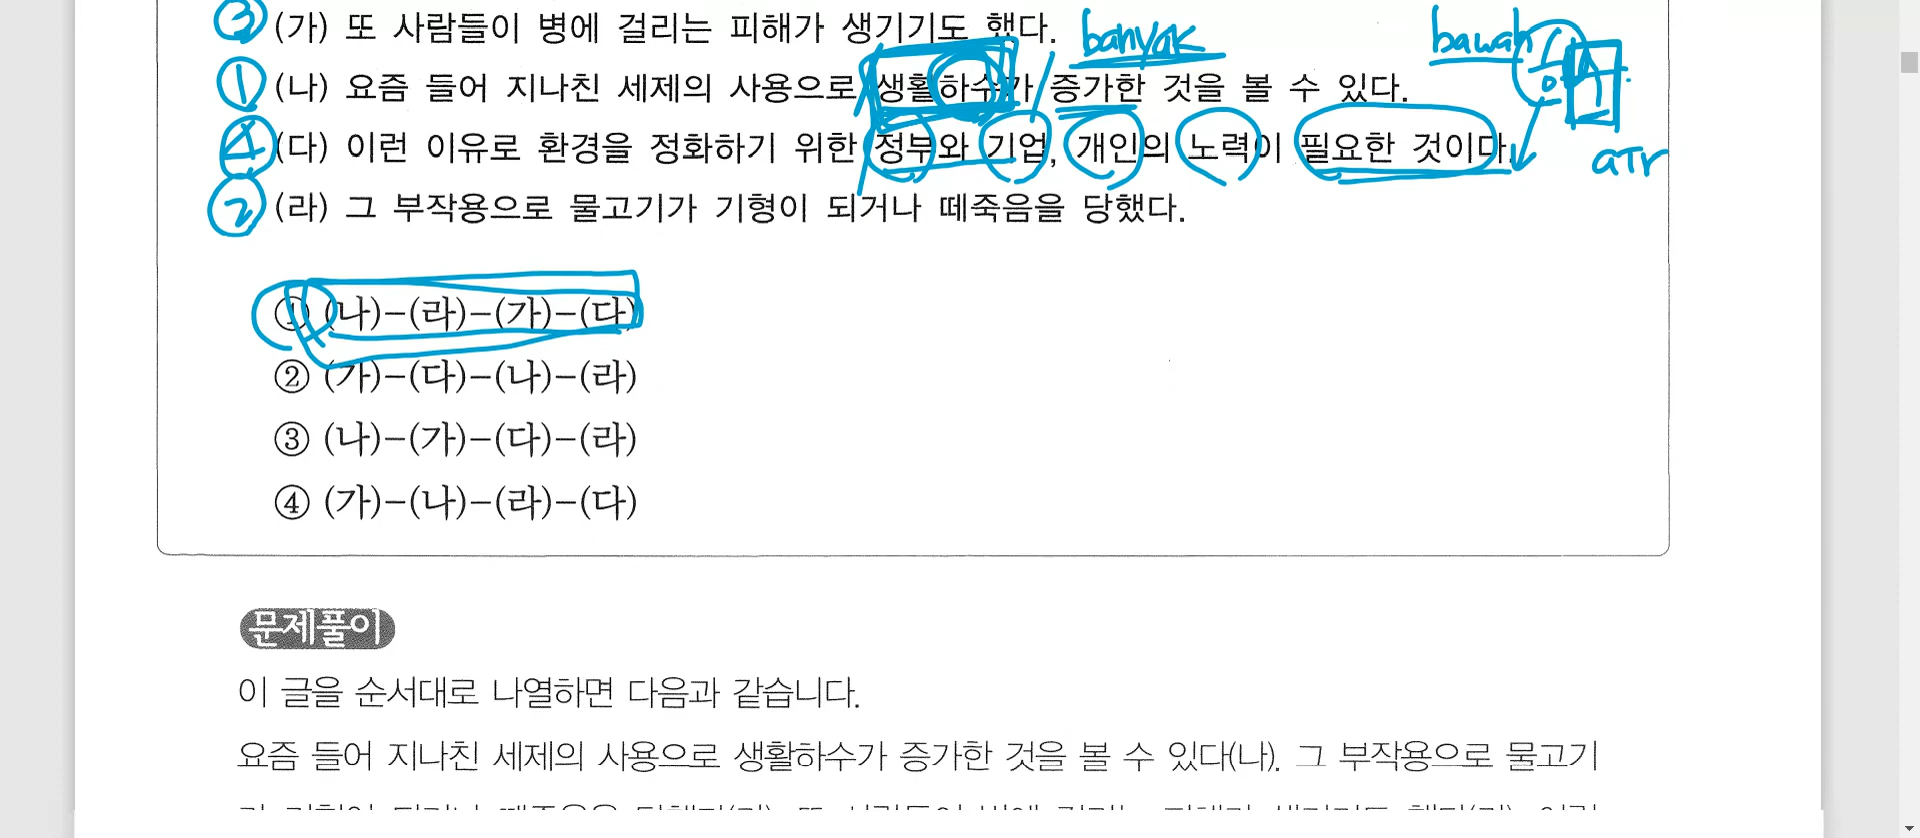 ③ (가) 또 사람들이 병에 걸리는 피해가 생기기도 했다. banyak bawah
① (나) 요즘 들어 지나친 세제의 사용으로 생활하수가 증가한 것을 볼 수 있다.
④ (다) 이런 이유로 환경을 정화하기 위한 정부와 기업, 개인의 노력이 필요한 것이다. air
② (라) 그 부작용으로 물고기가 기형이 되거나 떼죽음을 당했다.
① (나)-(라)-(가)-(다)
② (가)-(다)-(나)-(라)
③ (나)-(가)-(다)-(라)
④ (가)-(나)-(라)-(다)
문제풀이
이 글을 순서대로 나열하면 다음과 같습니다.
요즘 들어 지나친 세제의 사용으로 생활하수가 증가한 것을 볼 수 있다(나). 그 부작용으로 물고기